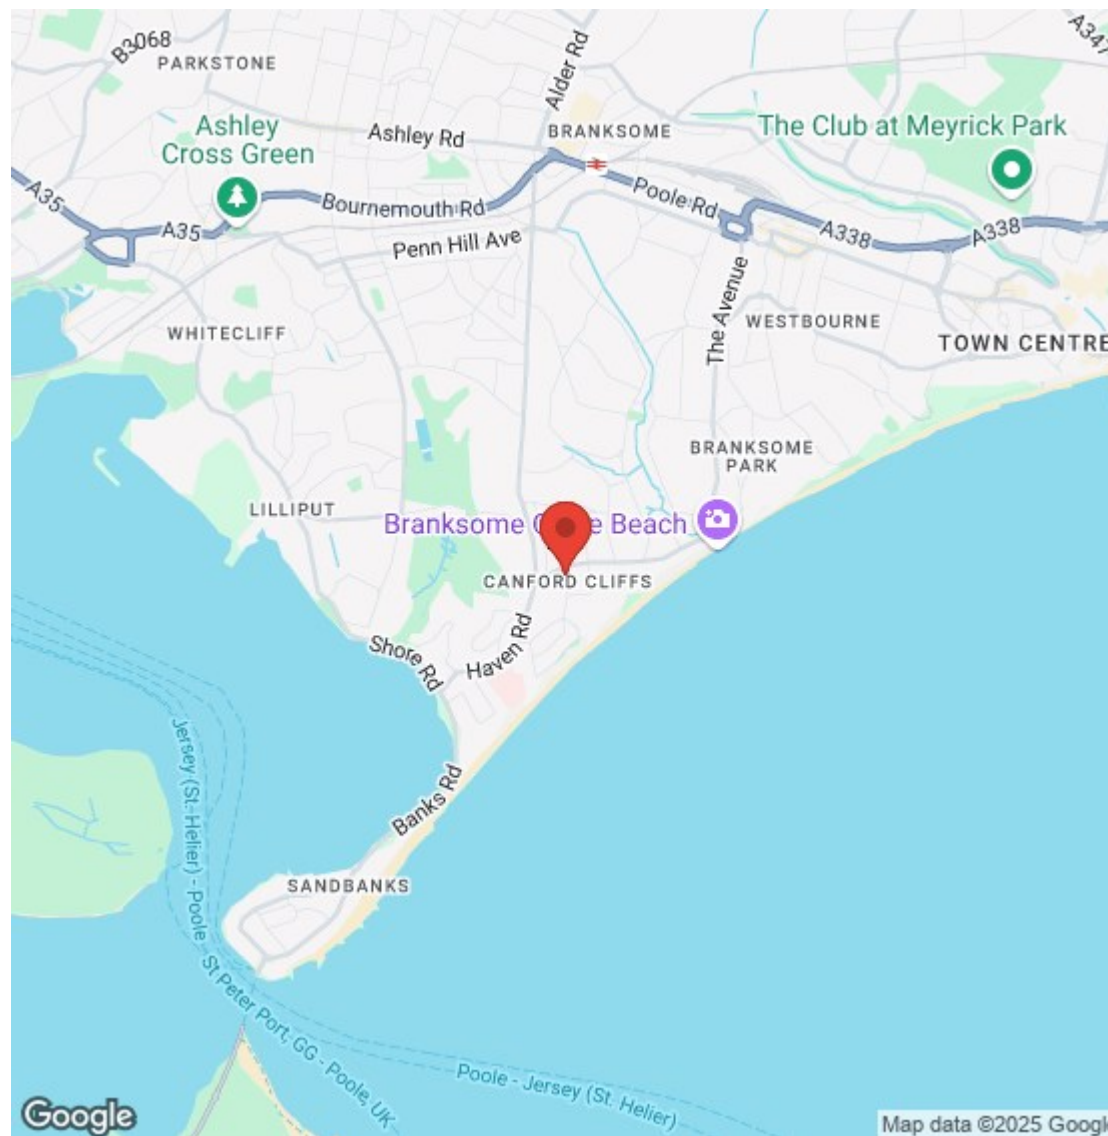 B3068
PARKSTONE
Alder Rd
A347
Ashley
Cross Green
Ashley Rd
BRANKSOME
The Club at Meyrick Park
A35
A35
Bournemouth Rd
Poole Rd
A338
A338
Penn Hill Ave
The Avenue
WHITECLIFF
WESTBOURNE
TOWN CENTRE
BRANKSOME
PARK
LILLIPUT
Branksome Beach
CANFORD CLIFFS
Shore Rd
Haven Rd
Jersey (St. Helier) - Poole
Banks Rd
SANDBANKS
St Peter Port, GG - Poole, UK
Poole - Jersey (St. Helier)
Google
Map data ©2025 Google